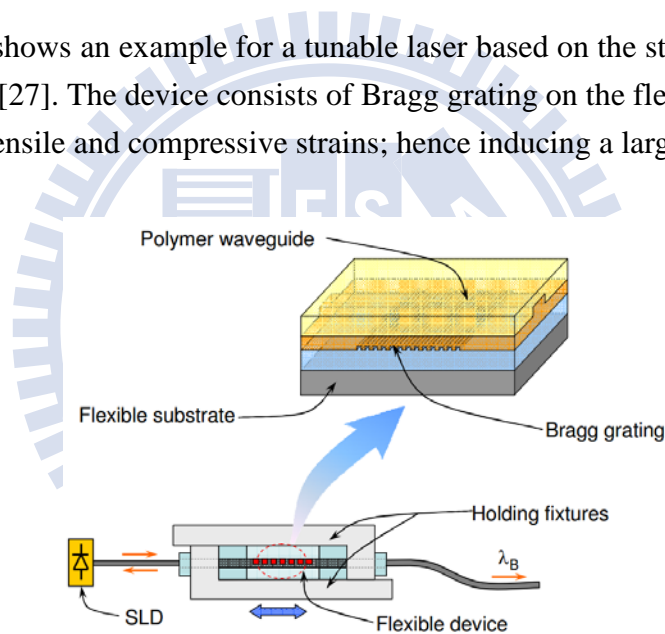 shows an example for a tunable laser based on the st
[27]. The device consists of Bragg grating on the fle
ensile and compressive strains; hence inducing a larg
Polymer waveguide
Flexible substrate
Bragg grating
Holding fixtures
λB
SLD
Flexible device